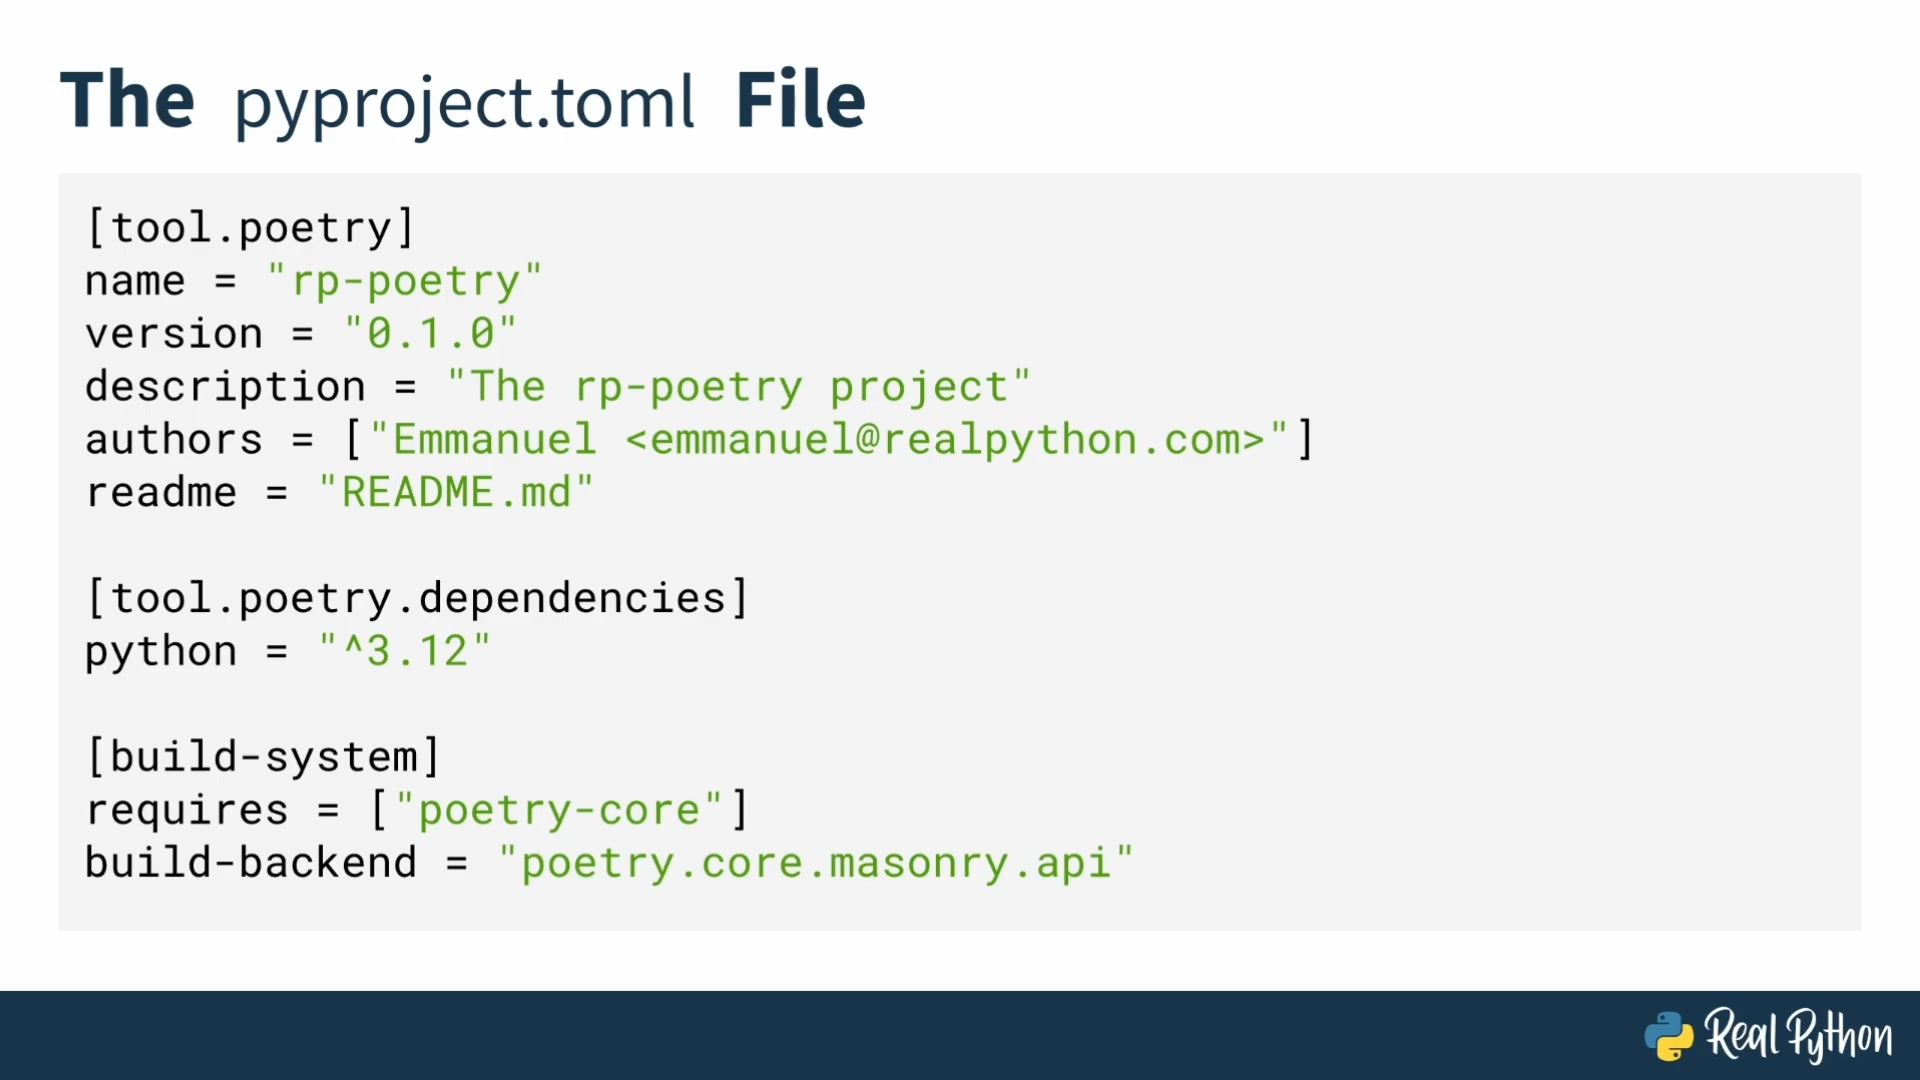 The pyproject.toml File
[tool.poetry]
name = "rp-poetry"
version = "0.1.0"
description = "The rp-poetry project"
authors = ["Emmanuel <emmanuel@realpython.com>"]
readme = "README.md"
[tool.poetry.dependencies]
python = "^3.12"
[build-system]
requires = ["poetry-core"]
build-backend = "poetry.core.masonry.api"
Real Python